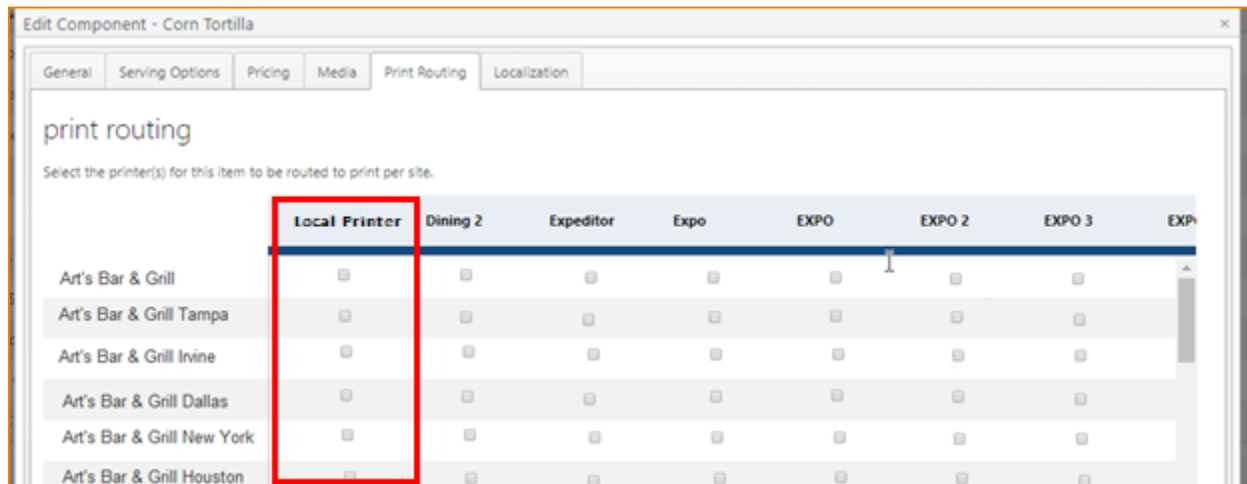 Edit Component - Corn Tortilla
General Serving Options Pricing Media Print Routing Localization
print routing
Select the printer(s) for this item to be routed to print per site.
Local Printer Dining 2 Expeditor Expo EXPO EXPO 2 EXPO 3
Art's Bar & Grill
Art's Bar & Grill Tampa
Art's Bar & Grill Irvine
Art's Bar & Grill Dallas
Art's Bar & Grill New York
Art's Bar & Grill Houston